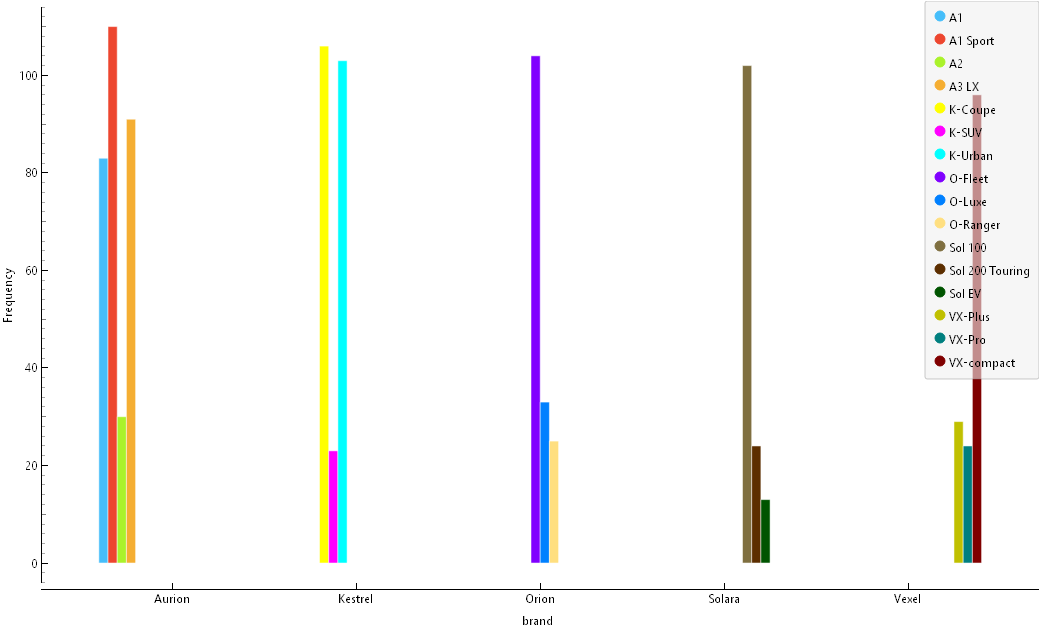 A1
A1 Sport
A2
A3 LX
K-Coupe
K-SUV
K-Urban
O-Fleet
O-Luxe
O-Ranger
Sol 100
Sol 200 Touring
Sol EV
VX-Plus
VX-Pro
VX-compact
100
80
60
40
20
0
Frequency
Aurion Kestrel Orion Solara Vexel
brand